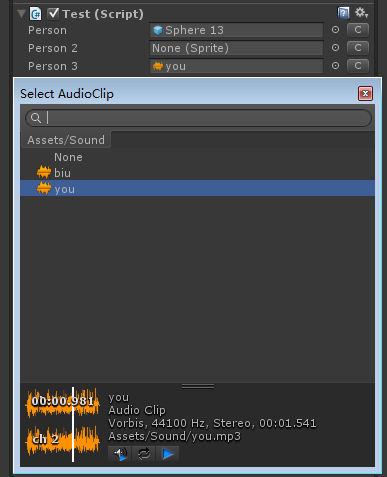 Test (Script)
Person Sphere 13 C
Person 2 None (Sprite) C
Person 3 you C
Select AudioClip
Assets/Sound
None
biu
you
00:00.981
ch 2
you
Audio Clip
Vorbis, 44100 Hz, Stereo, 00:01.541
Assets/Sound/you.mp3